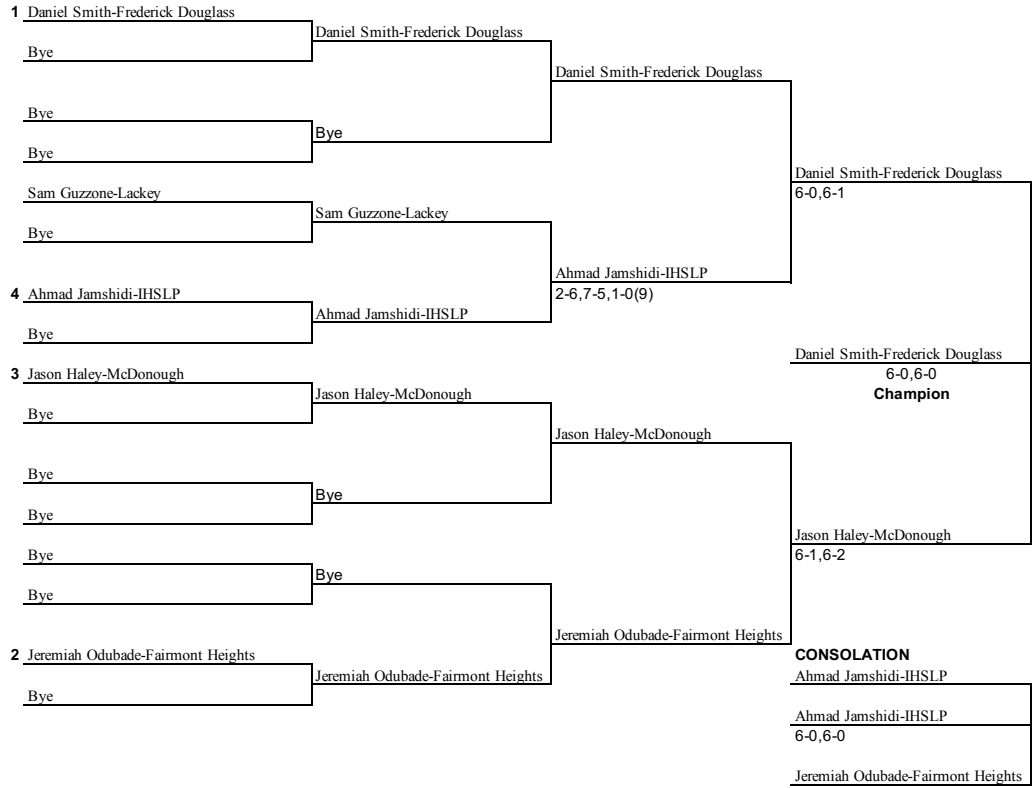 1 Daniel Smith-Frederick Douglass
Daniel Smith-Frederick Douglass
Bye
Daniel Smith-Frederick Douglass
Bye
Bye
Bye
Daniel Smith-Frederick Douglass
6-0,6-1
Sam Guzzone-Lackey
Sam Guzzone-Lackey
Bye
Ahmad Jamshidi-IHSLP
2-6,7-5,1-0(9)
4 Ahmad Jamshidi-IHSLP
Ahmad Jamshidi-IHSLP
Bye
Daniel Smith-Frederick Douglass
6-0,6-0
Champion
3 Jason Haley-McDonough
Jason Haley-McDonough
Bye
Jason Haley-McDonough
Bye
Bye
Bye
Jason Haley-McDonough
6-1,6-2
Bye
Bye
Bye
Jeremiah Odubade-Fairmont Heights
2 Jeremiah Odubade-Fairmont Heights
Jeremiah Odubade-Fairmont Heights
Bye
CONSOLATION
Ahmad Jamshidi-IHSLP
Ahmad Jamshidi-IHSLP
6-0,6-0
Jeremiah Odubade-Fairmont Heights